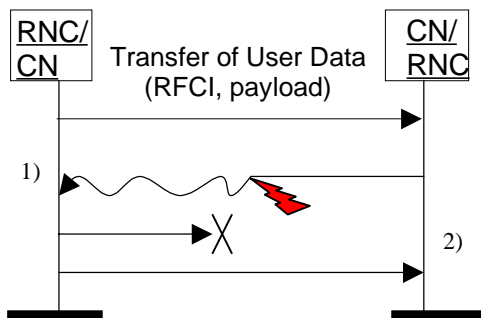 RNC/
CN
Transfer of User Data
(RFCI, payload)
CN/
RNC
1)
2)